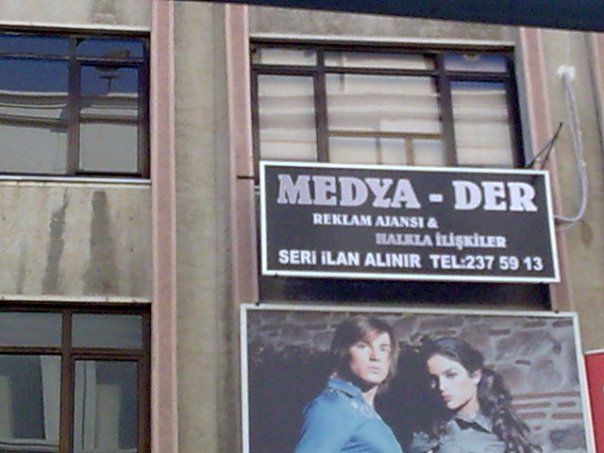 MEDYA - DER
REKLAM AJANSI &
HALKLA İLİŞKİLER
SERİ İLAN ALINIR TEL:237 59 13